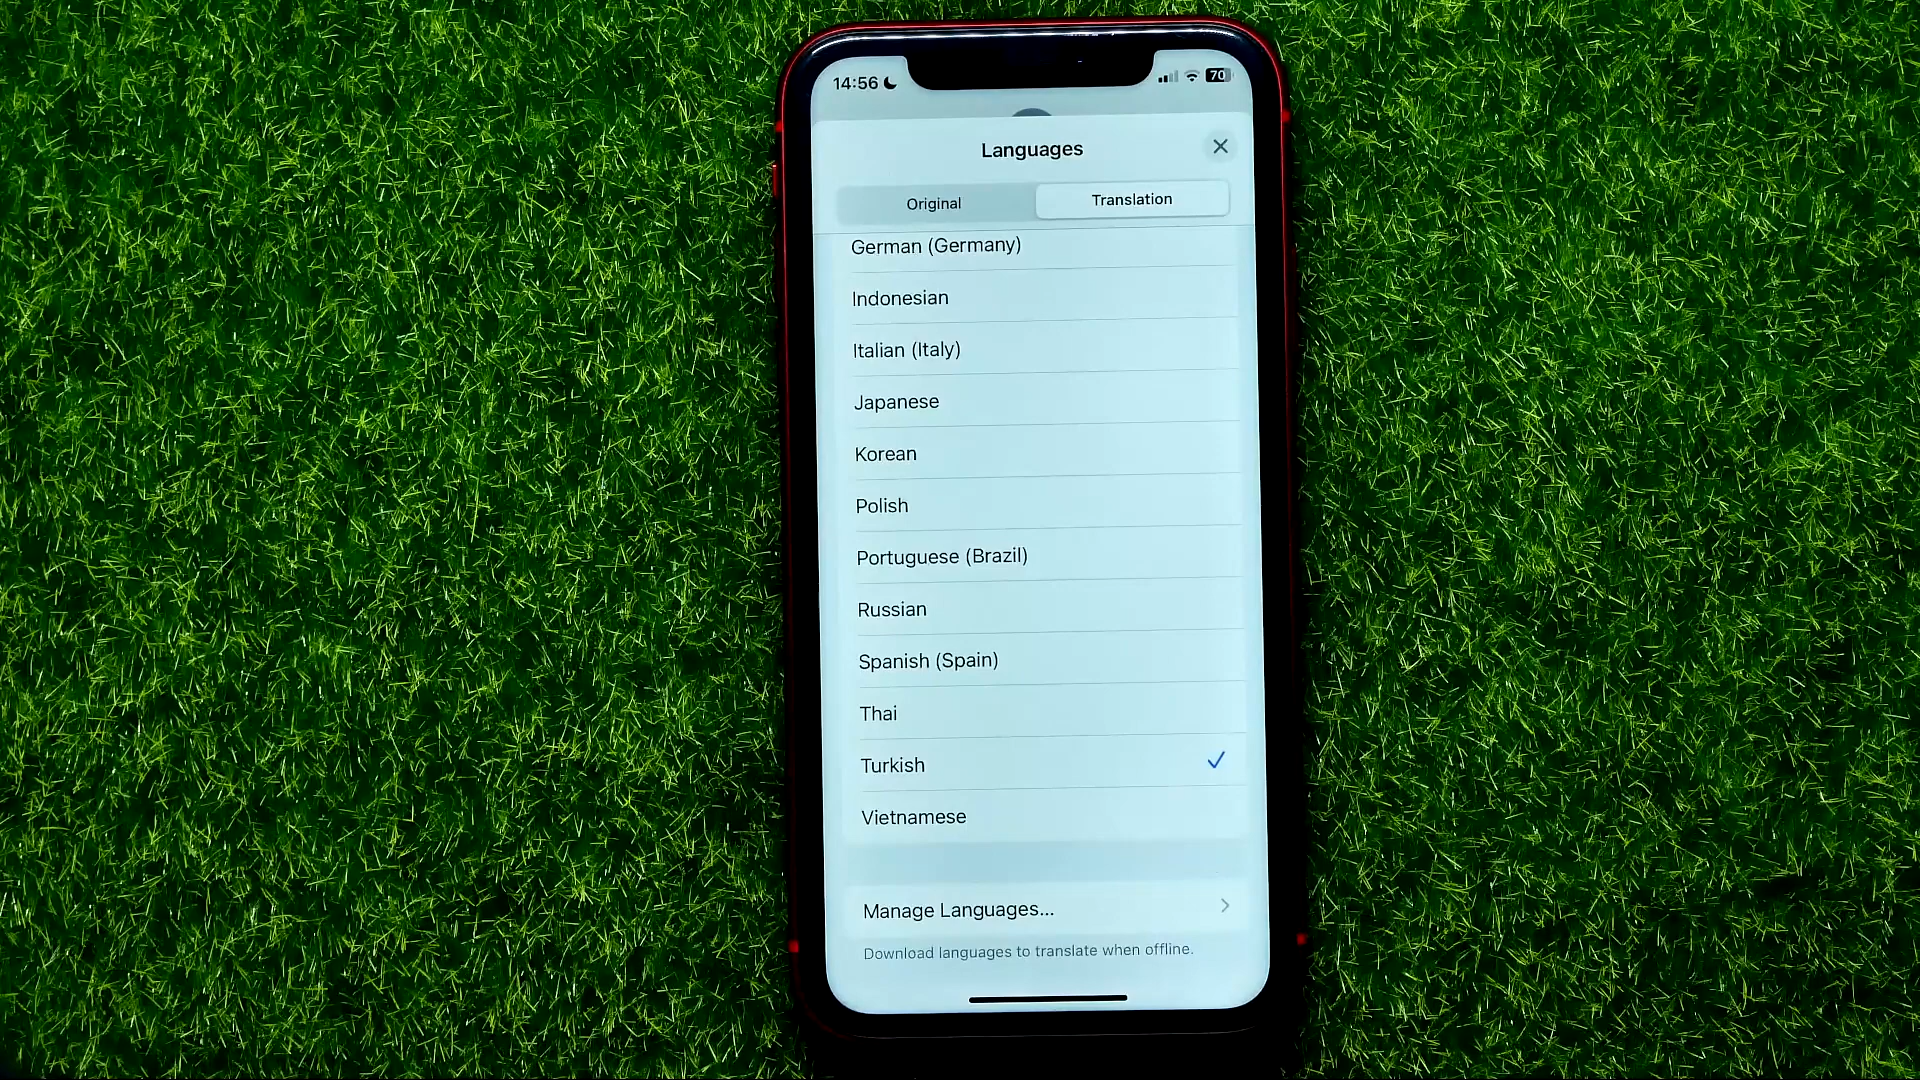 14:56
70
Languages
Original
Translation
German (Germany)
Indonesian
Italian (Italy)
Japanese
Korean
Polish
Portuguese (Brazil)
Russian
Spanish (Spain)
Thai
Turkish
Vietnamese
Manage Languages...
Download languages to translate when offline.